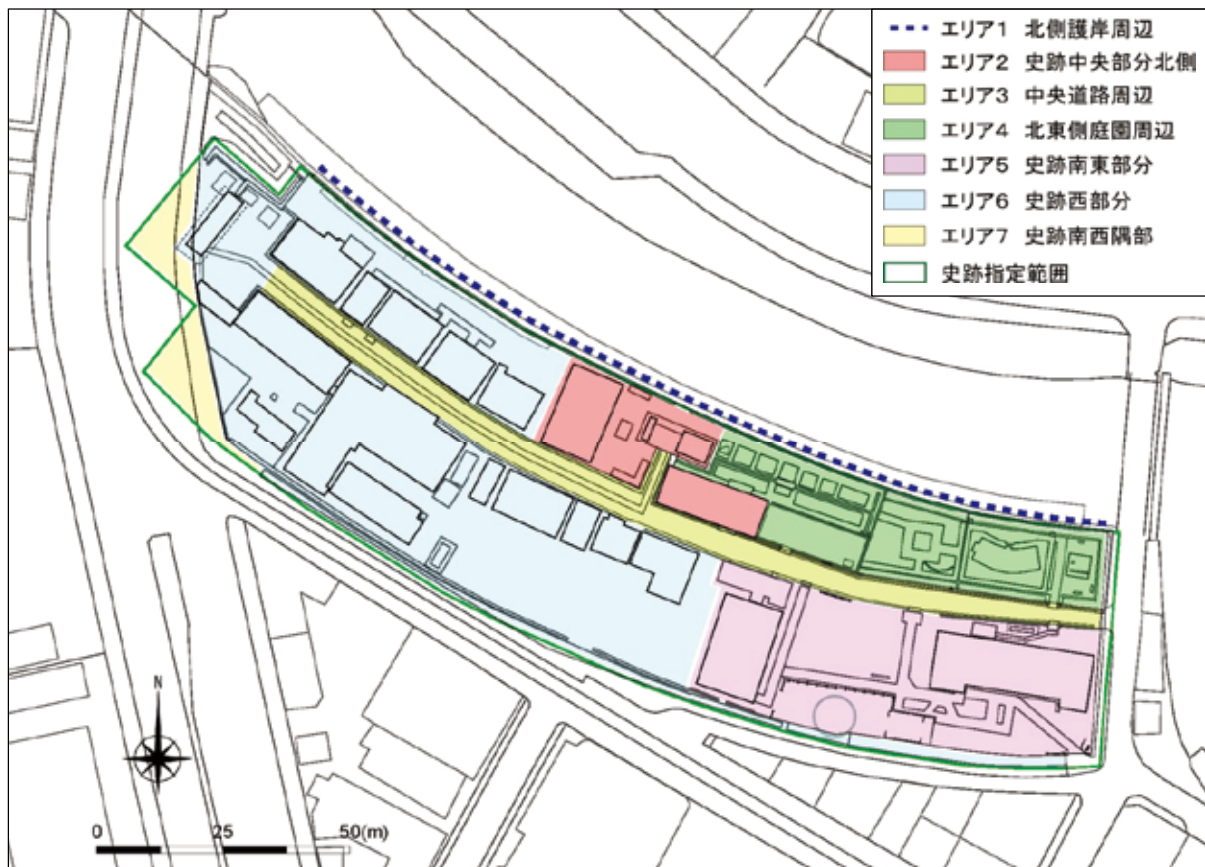 エリア1 北側護岸周辺
エリア2 史跡中央部分北側
エリア3 中央道路周辺
エリア4 北東側庭園周辺
エリア5 史跡南東部分
エリア6 史跡西部分
エリア7 史跡南西隅部
史跡指定範囲
N
0 25 50(m)